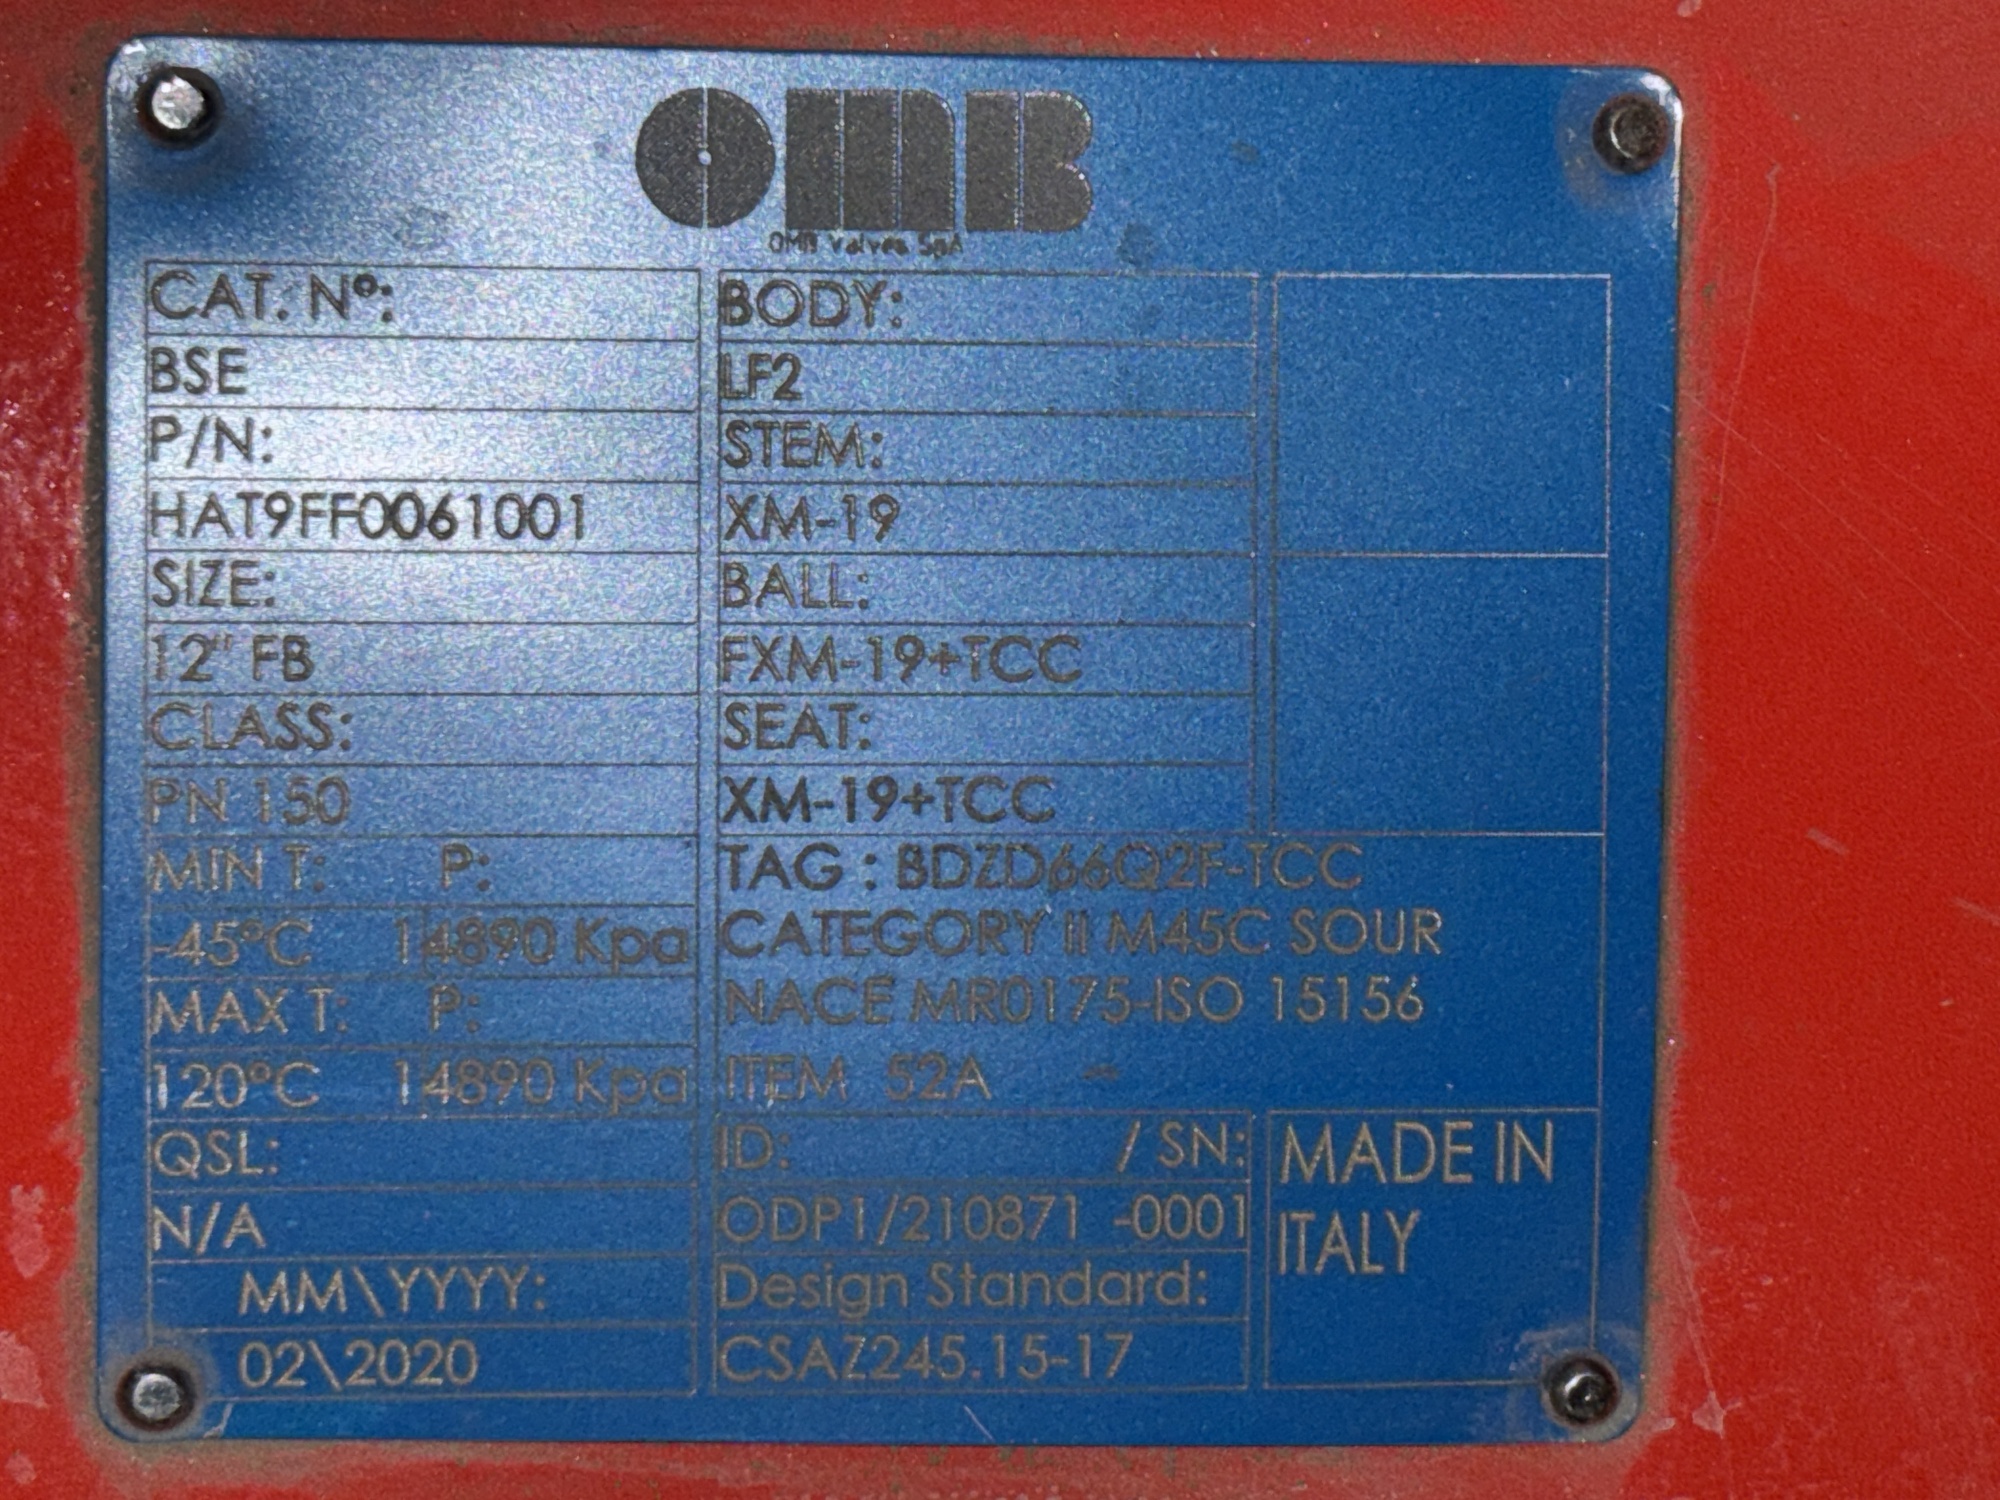 OMB
OMB Valves SpA
CAT. Nº:
BSE
P/N:
HAT9FF0061001
SIZE:
12" FB
CLASS:
PN 150
MIN T: P:
-45°C 14890 Kpa
MAX T: P:
120°C 14890 Kpa
QSL:
N/A
MM\YYYY:
02\2020
BODY:
LF2
STEM:
XM-19
BALL:
FXM-19+TCC
SEAT:
XM-19+TCC
TAG : BDZD66Q2F-TCC
CATEGORY II M45C SOUR
NACE MR0175-ISO 15156
ITEM 52A -
ID: / SN:
ODP1/210871 -0001
Design Standard:
CSAZ245.15-17
MADE IN
ITALY